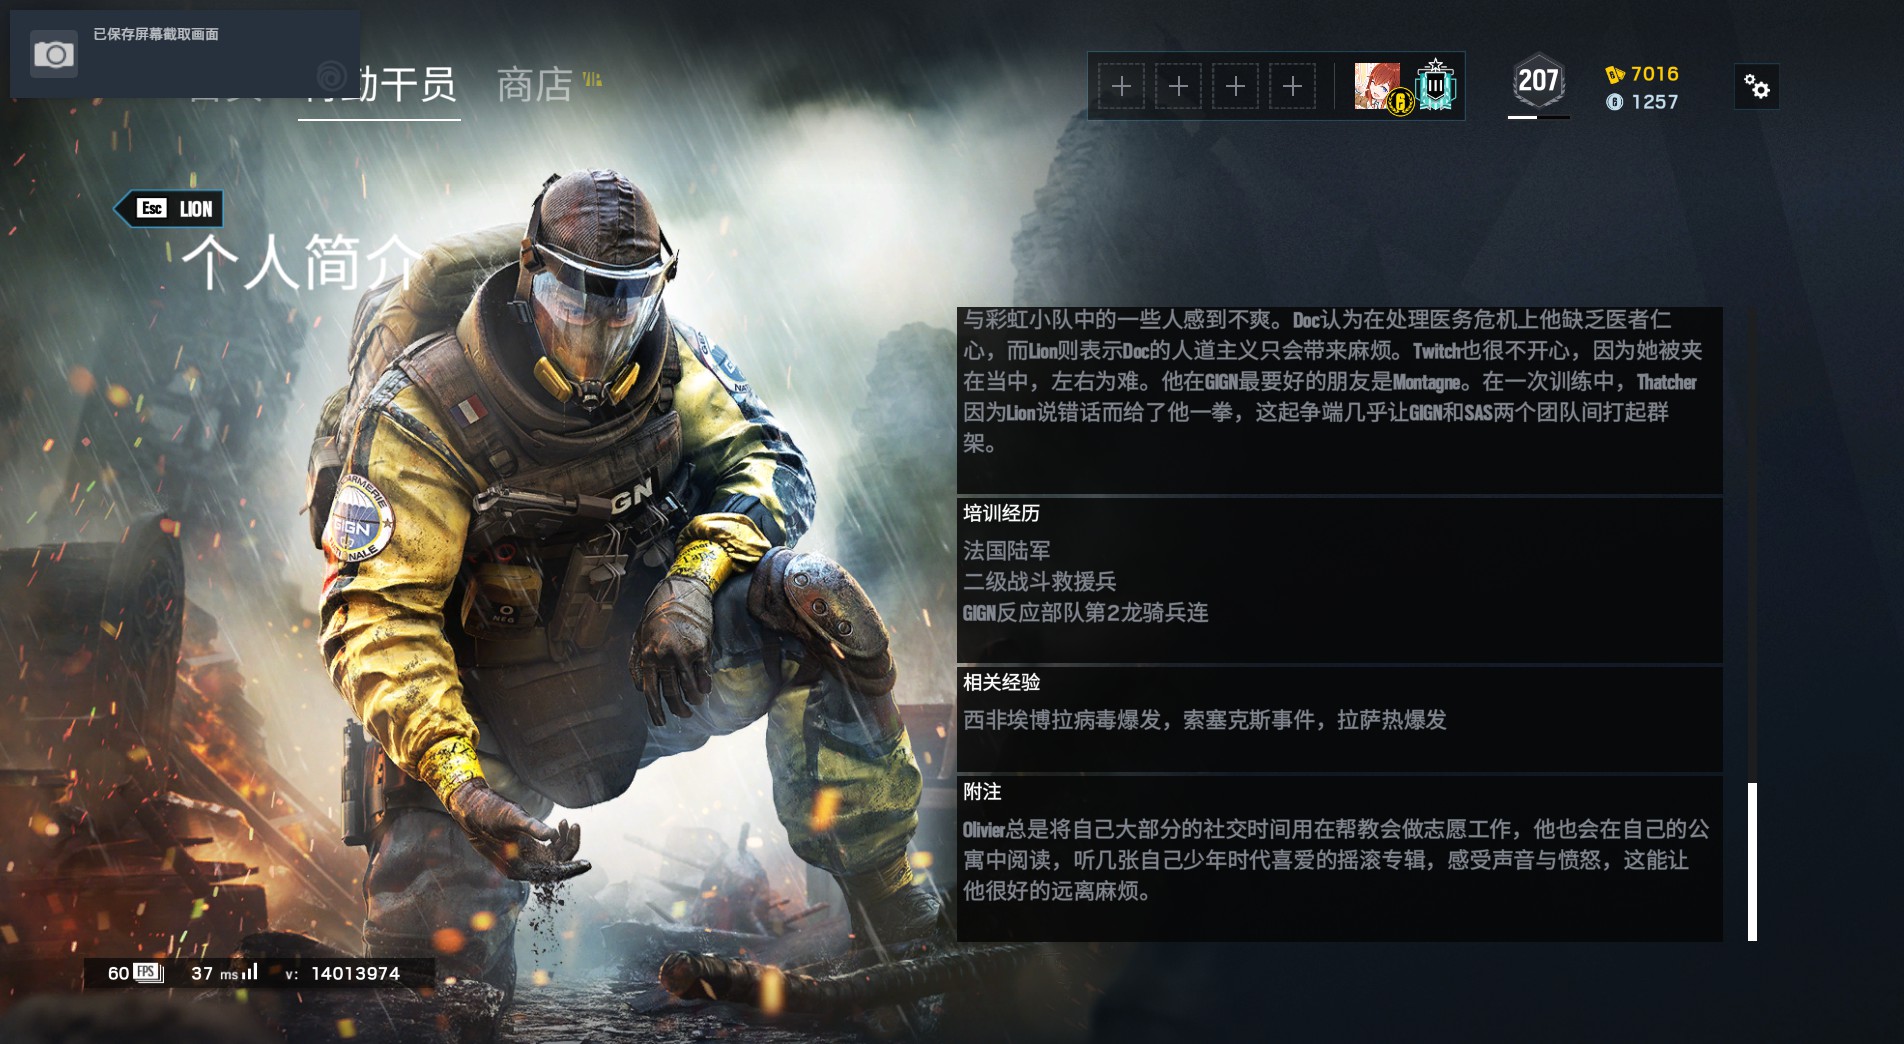 已保存屏幕截取画面
行动干员
商店
207
7016
1257
Esc LION
个人简介
与彩虹小队中的一些人感到不爽。Doc认为在处理医务危机上他缺乏医者仁
心，而Lion则表示Doc的人道主义只会带来麻烦。Twitch也很不开心，因为她被夹
在当中，左右为难。他在GIGN最要好的朋友是Montagne。在一次训练中，Thatcher
因为Lion说错话而给了他一拳，这起争端几乎让GIGN和SAS两个团队间打起群
架。
培训经历
法国陆军
二级战斗救援兵
GIGN反应部队第2龙骑兵连
相关经验
西非埃博拉病毒爆发，索塞克斯事件，拉萨热爆发
附注
Olivier总是将自己大部分的社交时间用在帮教会做志愿工作，他也会在自己的公
寓中阅读，听几张自己少年时代喜爱的摇滚专辑，感受声音与愤怒，这能让
他很好的远离麻烦。
GIGN
NALE
GN
O
NEG
60 FPS 37 ms v: 14013974